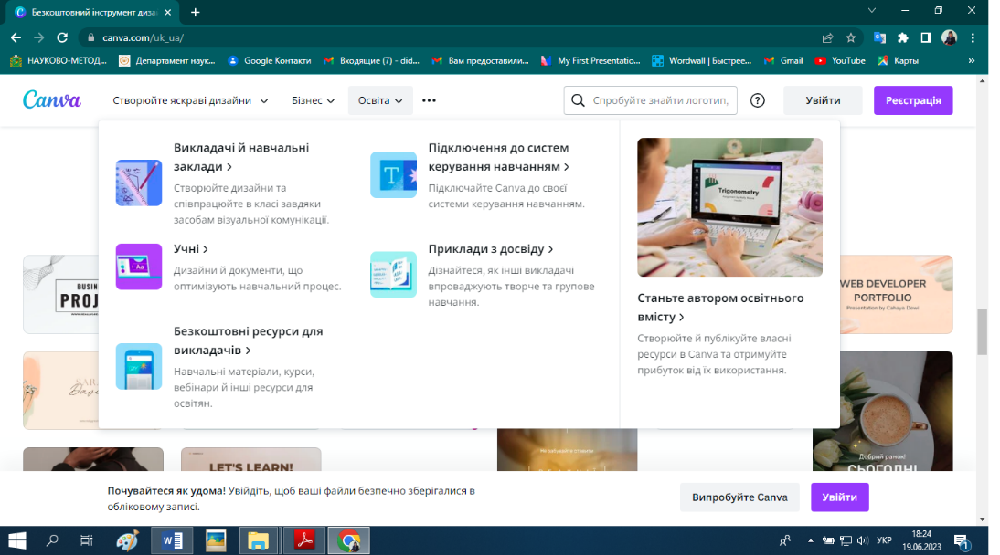 Безкоштовний інструмент диза
canva.com/uk_ua/
НАУКОВО-МЕТОД...
Департамент наук...
Google Контакти
Входящие (7) - did...
Вам предоставили...
My First Presentatio...
Wordwall | Быстрее...
Gmail
YouTube
Карты
»
Canva
Створюйте яскраві дизайни
Бізнес
Освіта
Спробуйте знайти логотип,
Увійти
Реєстрація
Викладачі й навчальні
заклади
Створюйте дизайни та
співпрацюйте в класі завдяки
засобам візуальної комунікації.
Учні
Дизайни й документи, що
оптимізують навчальний процес.
Безкоштовні ресурси для
викладачів
Навчальні матеріали, курси,
вебінари й інші ресурси для
освітян.
Підключення до систем
керування навчанням
Підключайте Canva до своєї
системи керування навчанням.
Приклади з досвіду
Дізнайтеся, як інші викладачі
впроваджують творче та групове
навчання.
Trigonometry
Станьте автором освітнього
вмісту
Створюйте й публікуйте власні
ресурси в Canva та отримуйте
прибуток від їх використання.
BUSIN
PROJ
WEB DEVELOPER
PORTFOLIO
Presentation by Cahaya Dewi
SARA
LET'S LEARN!
Не забувайте ставити
Добрий ранок!
СЬОГОДНІ
Почувайтеся як удома! Увійдіть, щоб ваші файли безпечно зберігалися в
обліковому записі.
Випробуйте Canva
Увійти
УКР
18:24
19.06.2023
1